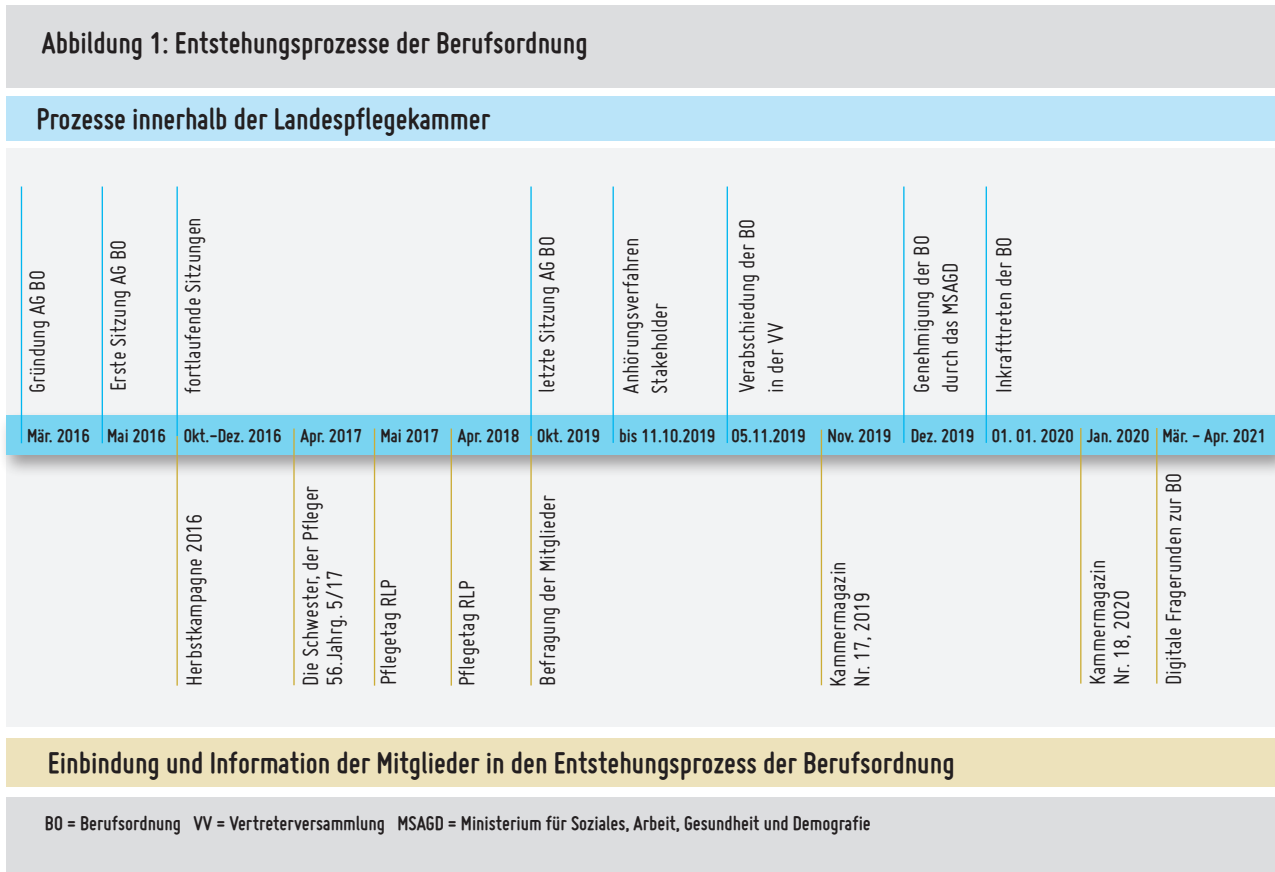 Abbildung 1: Entstehungsprozesse der Berufsordnung
Prozesse innerhalb der Landespflegekammer
Gründung AG BO
Erste Sitzung AG BO
fortlaufende Sitzungen
letzte Sitzung AG BO
Anhörungsverfahren
Stakeholder
Verabschiedung der BO
in der VV
Genehmigung der BO
durch das MSAGD
Inkrafttreten der BO
Mär. 2016
Mai 2016
Okt.-Dez. 2016
Apr. 2017
Mai 2017
Apr. 2018
Okt. 2019
bis 11.10.2019
05.11.2019
Nov. 2019
Dez. 2019
01. 01. 2020
Jan. 2020
Mär. - Apr. 2021
Herbstkampagne 2016
Die Schwester, der Pfleger
56.Jahrg. 5/17
Pflegetag RLP
Pflegetag RLP
Befragung der Mitglieder
Kammermagazin
Nr. 17, 2019
Kammermagazin
Nr. 18, 2020
Digitale Fragerunden zur BO
Einbindung und Information der Mitglieder in den Entstehungsprozess der Berufsordnung
BO = Berufsordnung VV = Vertreterversammlung MSAGD = Ministerium für Soziales, Arbeit, Gesundheit und Demografie